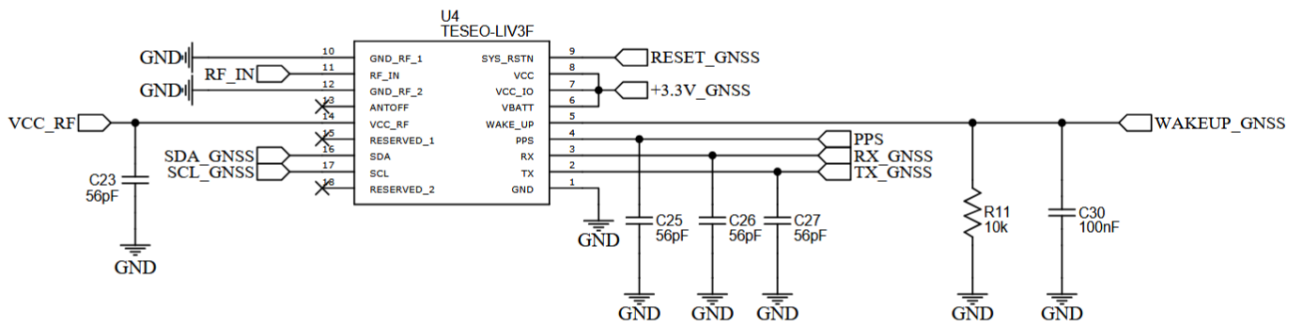 U4
TESEO-LIV3F
GND 10 GND_RF_1 SYS_RSTN 9 RESET_GNSS
RF_IN 11 RF_IN VCC 8
GND 12 GND_RF_2 VCC_IO 7 +3.3V_GNSS
13 ANTOFF VBATT 6
VCC_RF 14 VCC_RF WAKE_UP 5 WAKEUP_GNSS
15 RESERVED_1 PPS 4 PPS
SDA_GNSS 16 SDA RX 3 RX_GNSS
SCL_GNSS 17 SCL TX 2 TX_GNSS
18 RESERVED_2 GND 1
C23
56pF
GND
GND
C25
56pF
C26
56pF
C27
56pF
R11
10k
C30
100nF
GND
GND
GND
GND
GND